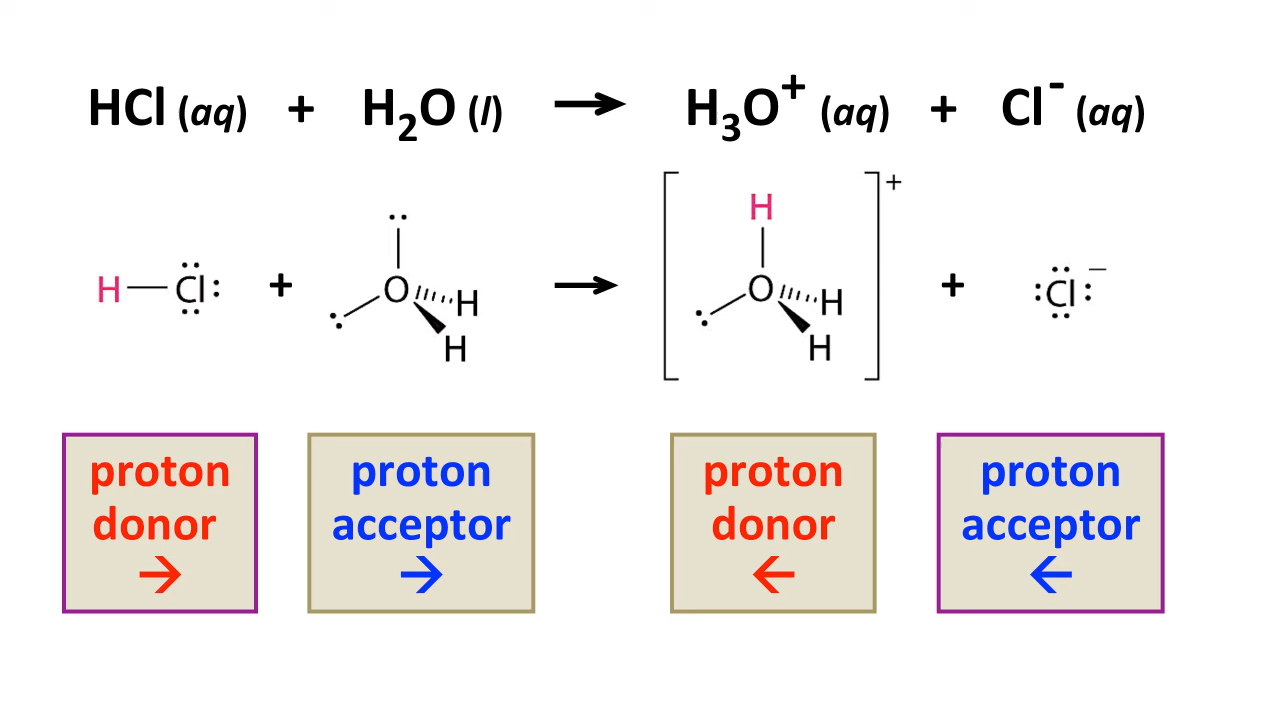 HCl (aq) + H₂O (l) → H₃O⁺ (aq) + Cl⁻ (aq)
H
+
H Cl + O H H → O H H + Cl −
proton donor →
proton acceptor →
proton donor ←
proton acceptor ←